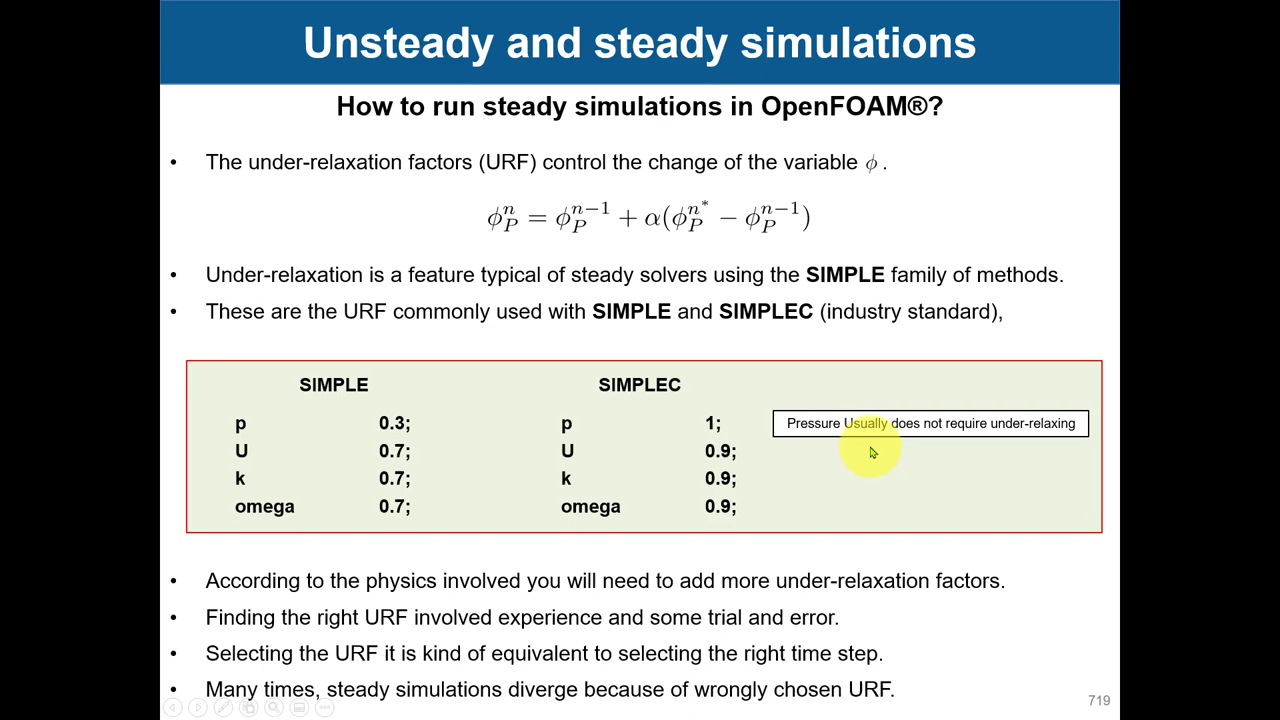 Unsteady and steady simulations
How to run steady simulations in OpenFOAM®?
• The under-relaxation factors (URF) control the change of the variable ϕ .
ϕ_P^n = ϕ_P^{n−1} + α(ϕ_P^{n*} − ϕ_P^{n−1})
• Under-relaxation is a feature typical of steady solvers using the SIMPLE family of methods.
• These are the URF commonly used with SIMPLE and SIMPLEC (industry standard),
SIMPLE
p 0.3;
U 0.7;
k 0.7;
omega 0.7;
SIMPLEC
p 1;
U 0.9;
k 0.9;
omega 0.9;
Pressure Usually does not require under-relaxing
• According to the physics involved you will need to add more under-relaxation factors.
• Finding the right URF involved experience and some trial and error.
• Selecting the URF it is kind of equivalent to selecting the right time step.
• Many times, steady simulations diverge because of wrongly chosen URF.
719